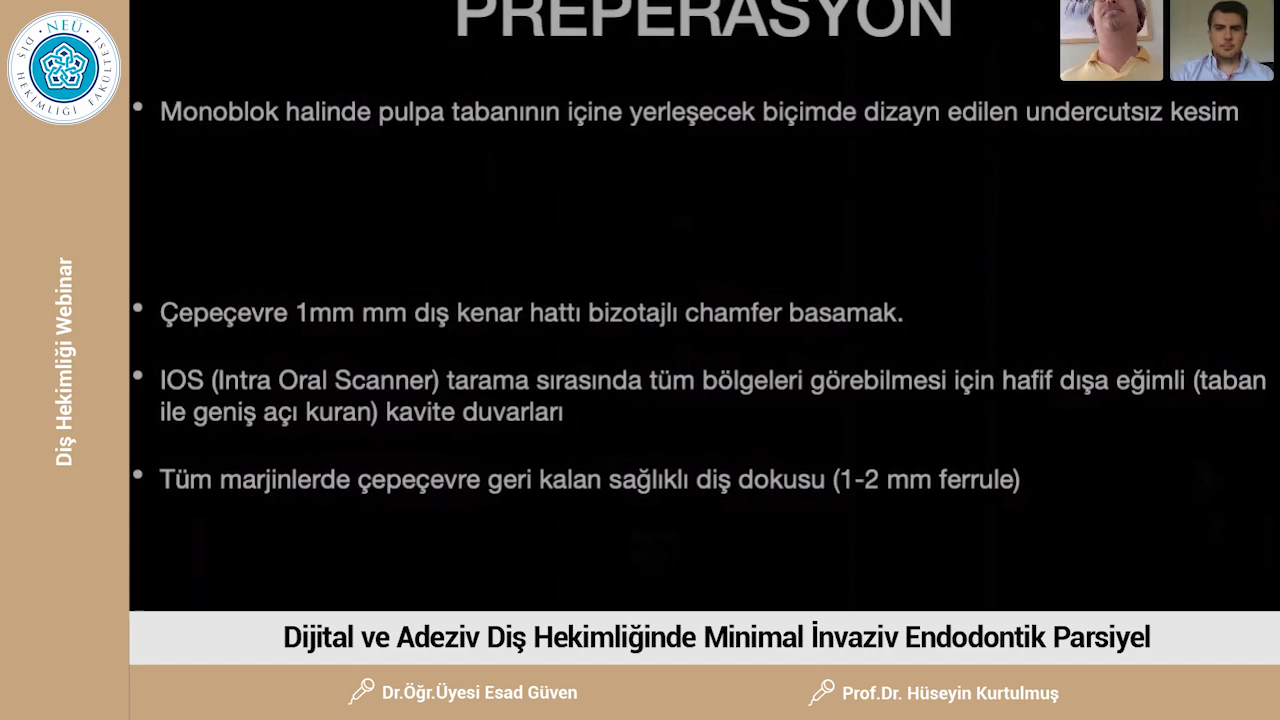 PREPERASYON
NEÜ
DİŞ HEKİMLİĞİ FAKÜLTESİ
Diş Hekimliği Webinar
• Monoblok halinde pulpa tabanının içine yerleşecek biçimde dizayn edilen undercutsız kesim
• Çepeçevre 1mm mm dış kenar hattı bizotajlı chamfer basamak.
• IOS (Intra Oral Scanner) tarama sırasında tüm bölgeleri görebilmesi için hafif dışa eğimli (taban
ile geniş açı kuran) kavite duvarları
• Tüm marjinlerde çepeçevre geri kalan sağlıklı diş dokusu (1-2 mm ferrule)
Dijital ve Adeziv Diş Hekimliğinde Minimal İnvaziv Endodontik Parsiyel
Dr.Öğr.Üyesi Esad Güven
Prof.Dr. Hüseyin Kurtulmuş